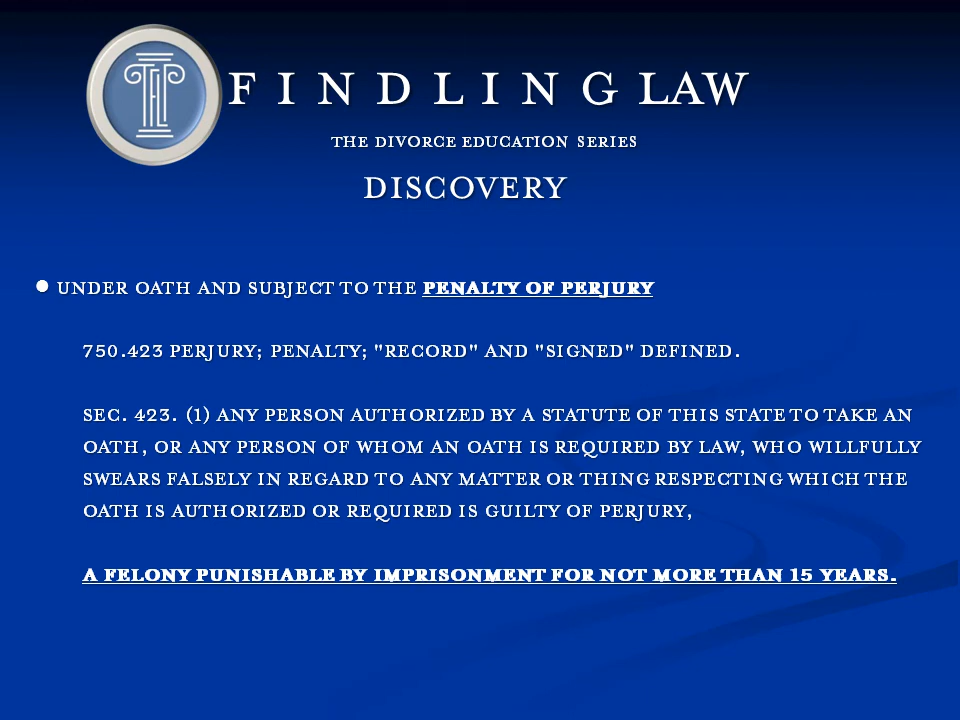 F I N D L I N G LAW
THE DIVORCE EDUCATION SERIES
DISCOVERY
● UNDER OATH AND SUBJECT TO THE PENALTY OF PERJURY
750.423 PERJURY; PENALTY; "RECORD" AND "SIGNED" DEFINED.
SEC. 423. (1) ANY PERSON AUTHORIZED BY A STATUTE OF THIS STATE TO TAKE AN
OATH, OR ANY PERSON OF WHOM AN OATH IS REQUIRED BY LAW, WHO WILLFULLY
SWEARS FALSELY IN REGARD TO ANY MATTER OR THING RESPECTING WHICH THE
OATH IS AUTHORIZED OR REQUIRED IS GUILTY OF PERJURY,
A FELONY PUNISHABLE BY IMPRISONMENT FOR NOT MORE THAN 15 YEARS.